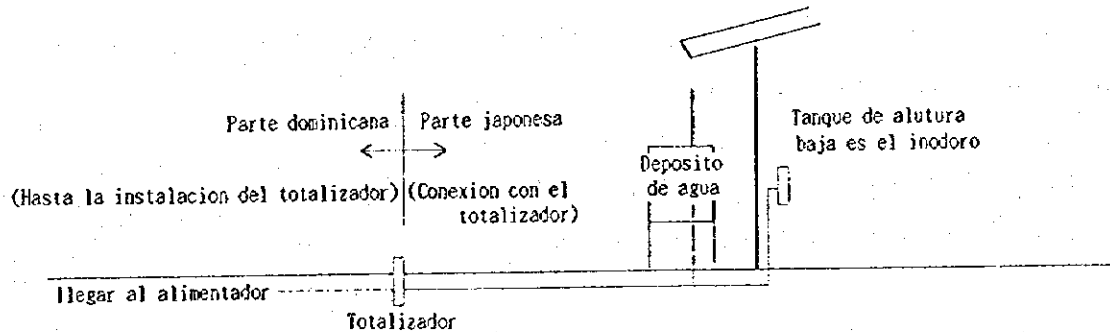 Parte dominicana
Parte japonesa
(Hasta la instalacion del totalizador)
(Conexion con el
totalizador)
Deposito
de agua
Tanque de alutura
baja es el inodoro
llegar al alimentador
Totalizador